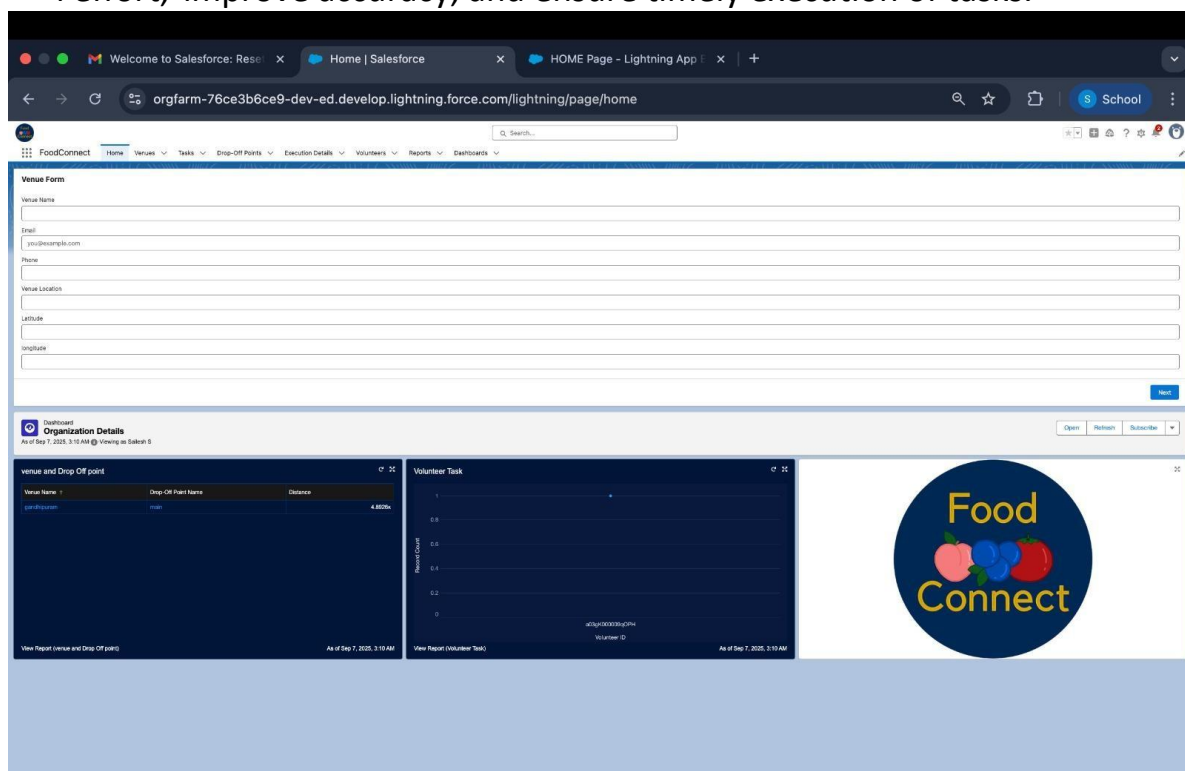 effort, improve accuracy, and ensure timely execution of tasks.
Welcome to Salesforce: Rese
Home | Salesforce
HOME Page - Lightning App E
orgfarm-76ce3b6ce9-dev-ed.develop.lightning.force.com/lightning/page/home
S School
Search...
FoodConnect Home Venues Tasks Drop-Off Points Execution Details Volunteers Reports Dashboards
Venue Form
Venue Name
Email
you@example.com
Phone
Venue Location
Latitude
longitude
Next
Dashboard
Organization Details
As of Sep 7, 2025, 3:10 AM Viewing as Sailesh S
Open Refresh Subscribe
venue and Drop Off point
Venue Name ↑ Drop-Off Point Name Distance
gandhipuram main 4.8926k
View Report (venue and Drop Off point)
As of Sep 7, 2025, 3:10 AM
Volunteer Task
Record Count
1
0.8
0.6
0.4
0.2
0
Volunteer ID
View Report (Volunteer Task)
As of Sep 7, 2025, 3:10 AM
Food
Connect